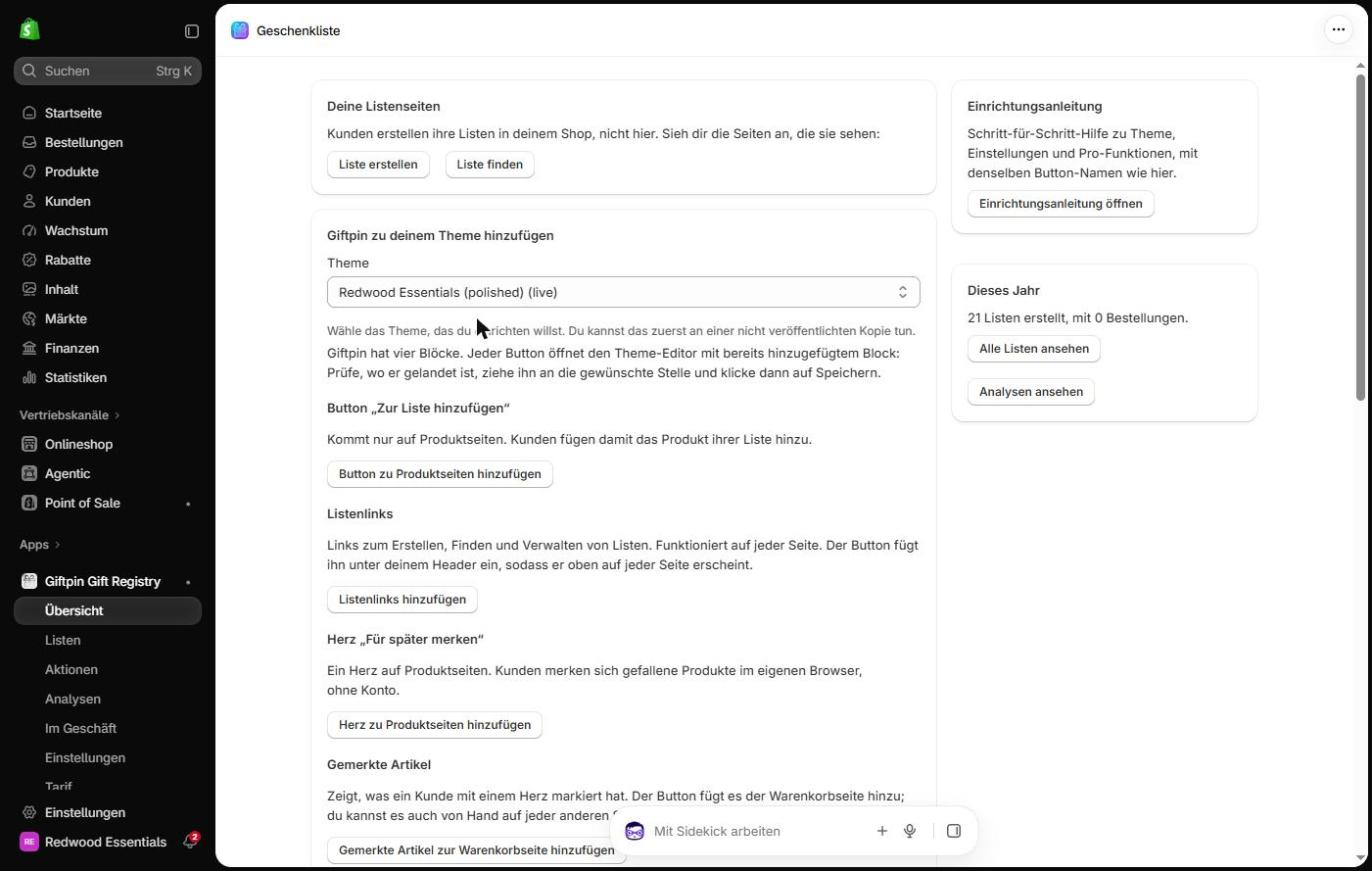 Suchen
Strg K
Startseite
Bestellungen
Produkte
Kunden
Wachstum
Rabatte
Inhalt
Märkte
Finanzen
Statistiken
Vertriebskanäle
Onlineshop
Agentic
Point of Sale
Apps
Giftpin Gift Registry
Übersicht
Listen
Aktionen
Analysen
Im Geschäft
Einstellungen
Tarif
Einstellungen
RE
Redwood Essentials
2
Geschenkliste
Deine Listenseiten
Kunden erstellen ihre Listen in deinem Shop, nicht hier. Sieh dir die Seiten an, die sie sehen:
Liste erstellen
Liste finden
Giftpin zu deinem Theme hinzufügen
Theme
Redwood Essentials (polished) (live)
Wähle das Theme, das du richten willst. Du kannst das zuerst an einer nicht veröffentlichten Kopie tun.
Giftpin hat vier Blöcke. Jeder Button öffnet den Theme-Editor mit bereits hinzugefügtem Block:
Prüfe, wo er gelandet ist, ziehe ihn an die gewünschte Stelle und klicke dann auf Speichern.
Button „Zur Liste hinzufügen“
Kommt nur auf Produktseiten. Kunden fügen damit das Produkt ihrer Liste hinzu.
Button zu Produktseiten hinzufügen
Listenlinks
Links zum Erstellen, Finden und Verwalten von Listen. Funktioniert auf jeder Seite. Der Button fügt
ihn unter deinem Header ein, sodass er oben auf jeder Seite erscheint.
Listenlinks hinzufügen
Herz „Für später merken“
Ein Herz auf Produktseiten. Kunden merken sich gefallene Produkte im eigenen Browser,
ohne Konto.
Herz zu Produktseiten hinzufügen
Gemerkte Artikel
Zeigt, was ein Kunde mit einem Herz markiert hat. Der Button fügt es der Warenkorbseite hinzu;
du kannst es auch von Hand auf jeder anderen
Gemerkte Artikel zur Warenkorbseite hinzufügen
Mit Sidekick arbeiten
Einrichtungsanleitung
Schritt-für-Schritt-Hilfe zu Theme,
Einstellungen und Pro-Funktionen, mit
denselben Button-Namen wie hier.
Einrichtungsanleitung öffnen
Dieses Jahr
21 Listen erstellt, mit 0 Bestellungen.
Alle Listen ansehen
Analysen ansehen